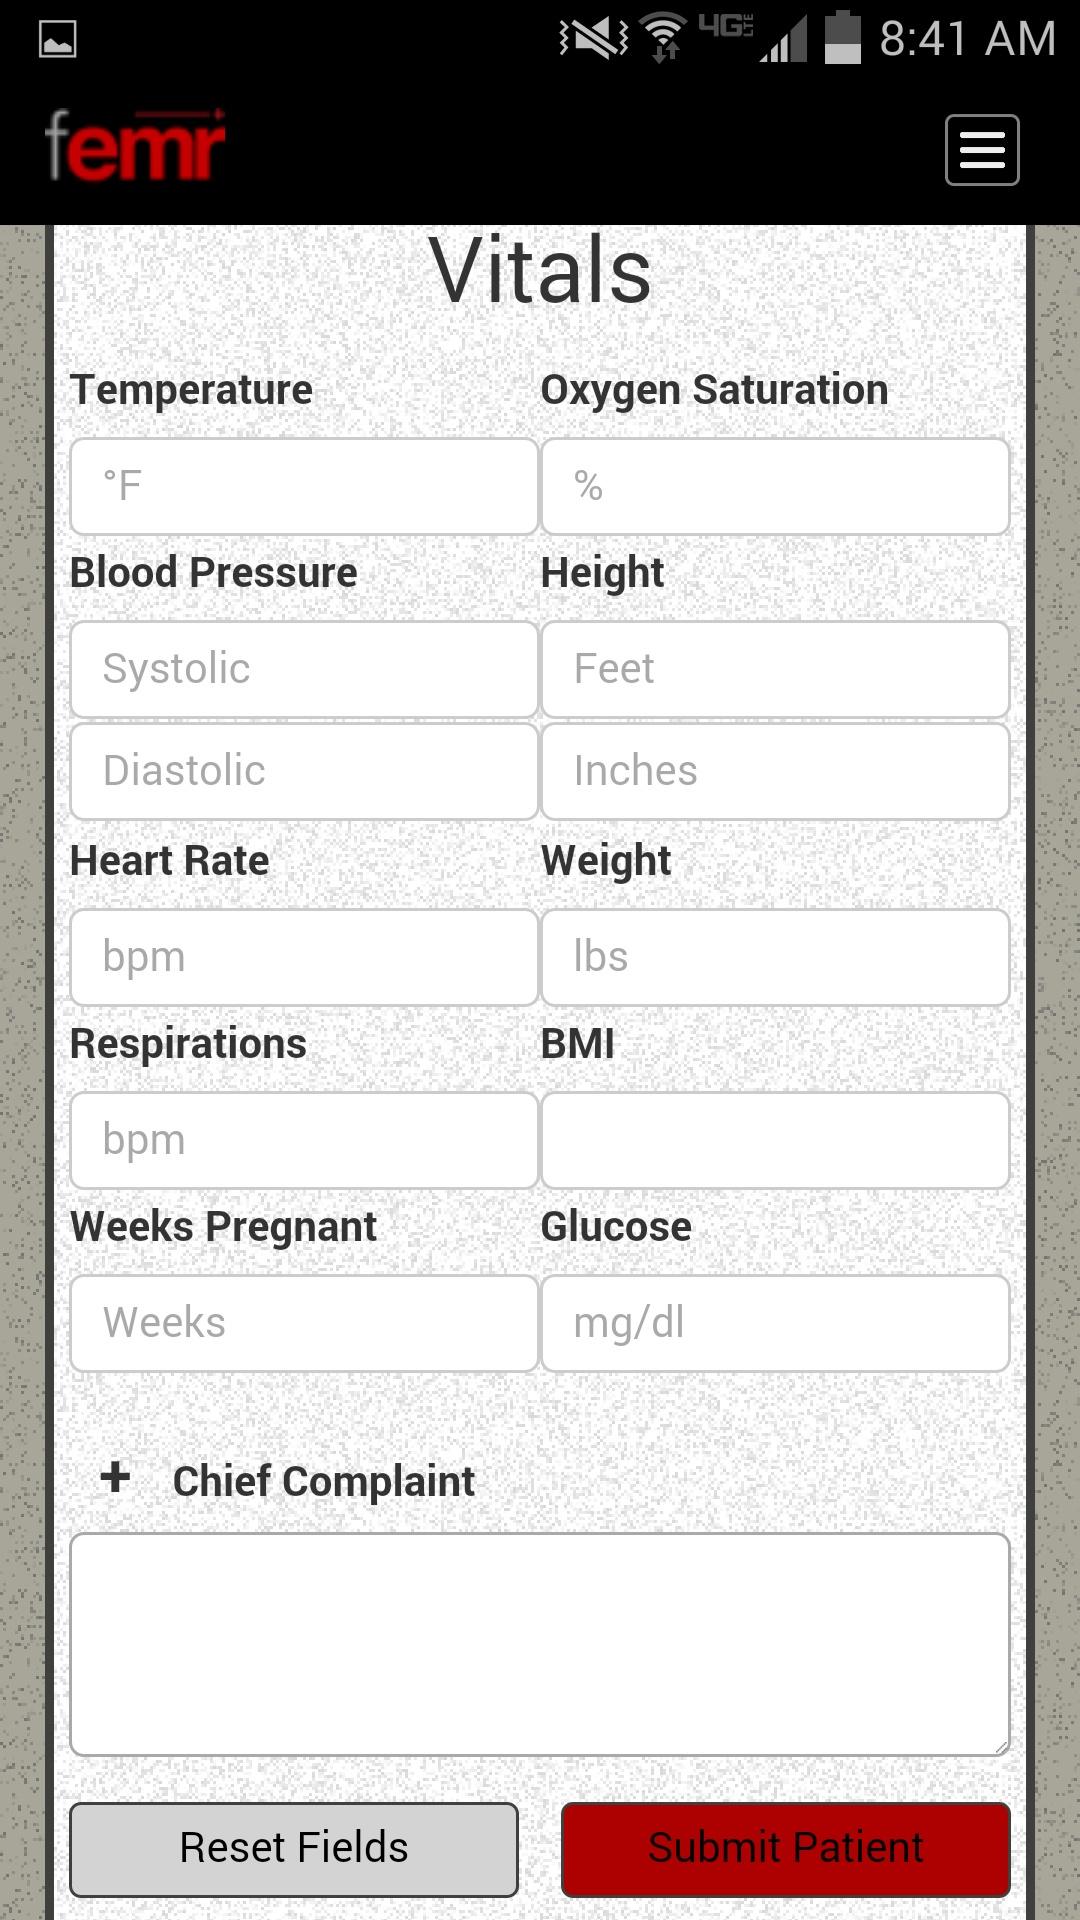 4G LTE 8:41 AM
femr
Vitals
Temperature Oxygen Saturation
°F %
Blood Pressure Height
Systolic Feet
Diastolic Inches
Heart Rate Weight
bpm lbs
Respirations BMI
bpm
Weeks Pregnant Glucose
Weeks mg/dl
+ Chief Complaint
Reset Fields Submit Patient